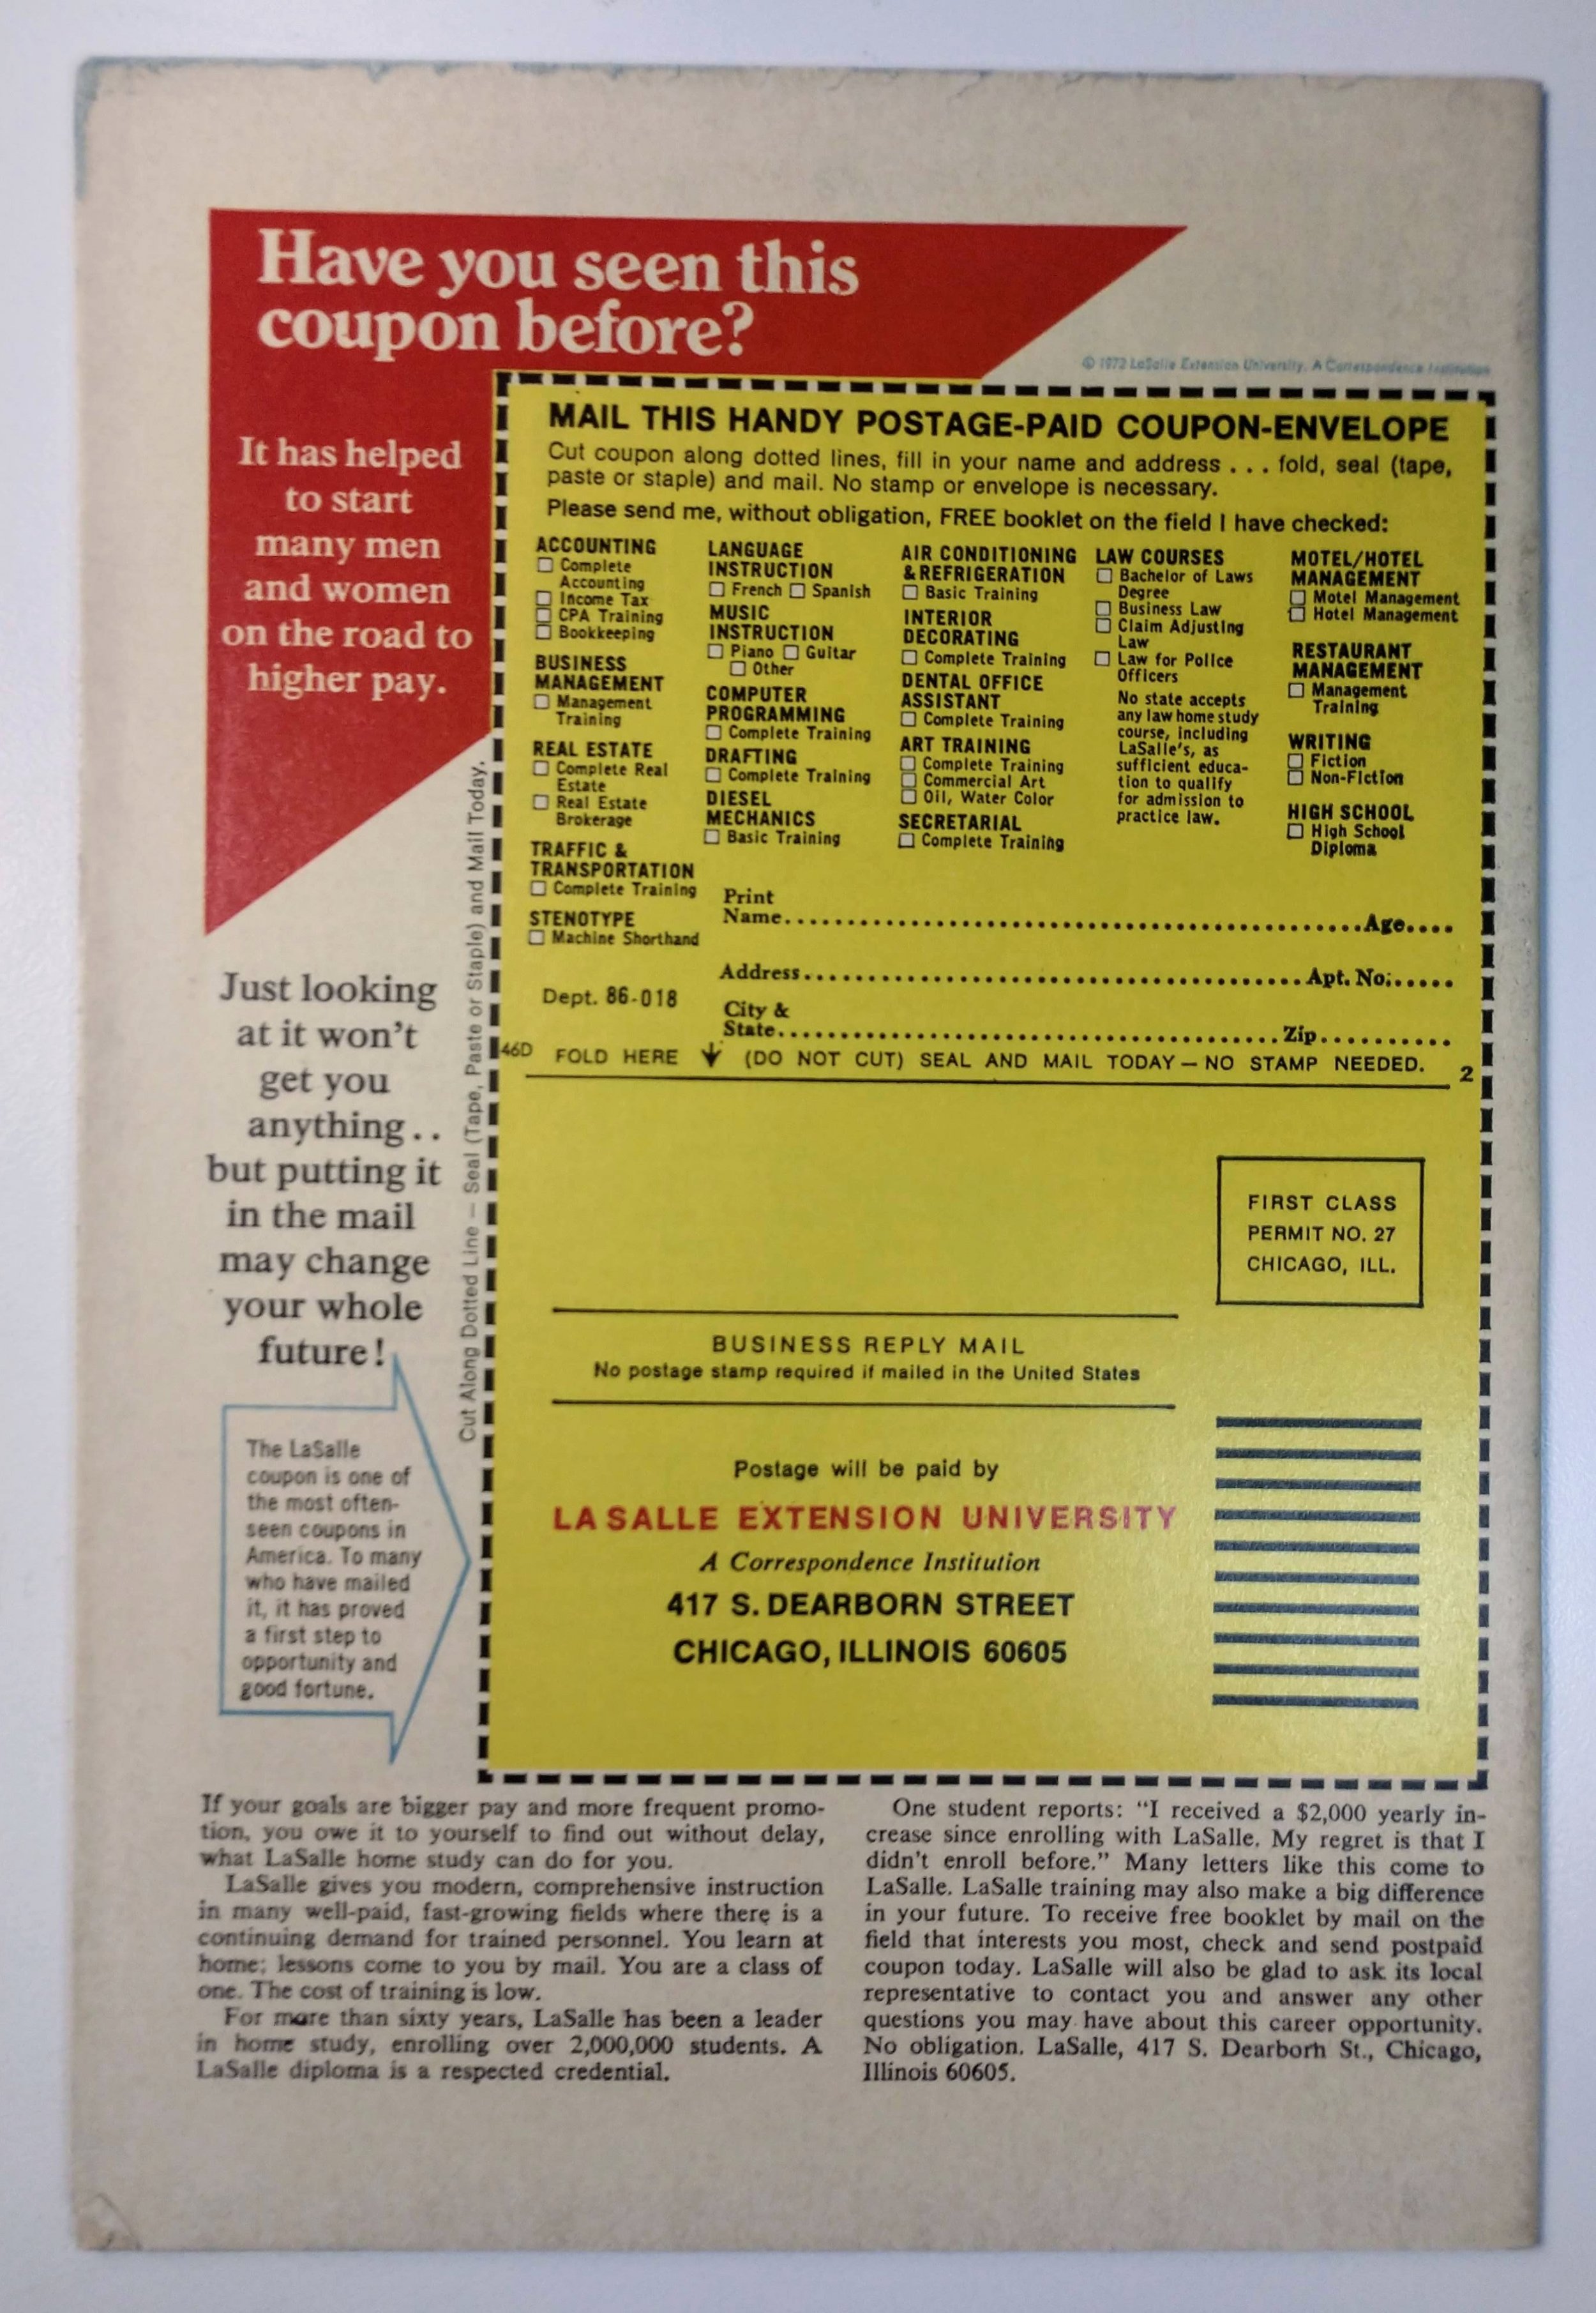 Have you seen this
coupon before?
It has helped
to start
many men
and women
on the road to
higher pay.
Just looking
at it won't
get you
anything..
but putting it
in the mail
may change
your whole
future!
The LaSalle
coupon is one of
the most often-
seen coupons in
America. To many
who have mailed
it, it has proved
a first step to
opportunity and
good fortune.
Cut Along Dotted Line — Seal (Tape, Paste or Staple) and Mail Today.
© 1972 LaSalle Extension University, A Correspondence Institution
MAIL THIS HANDY POSTAGE-PAID COUPON-ENVELOPE
Cut coupon along dotted lines, fill in your name and address . . . fold, seal (tape,
paste or staple) and mail. No stamp or envelope is necessary.
Please send me, without obligation, FREE booklet on the field I have checked:
ACCOUNTING
☐ Complete
Accounting
☐ Income Tax
☐ CPA Training
☐ Bookkeeping
BUSINESS
MANAGEMENT
☐ Management
Training
REAL ESTATE
☐ Complete Real
Estate
☐ Real Estate
Brokerage
TRAFFIC &
TRANSPORTATION
☐ Complete Training
STENOTYPE
☐ Machine Shorthand
LANGUAGE
INSTRUCTION
☐ French ☐ Spanish
MUSIC
INSTRUCTION
☐ Piano ☐ Guitar
☐ Other
COMPUTER
PROGRAMMING
☐ Complete Training
DRAFTING
☐ Complete Training
DIESEL
MECHANICS
☐ Basic Training
AIR CONDITIONING
& REFRIGERATION
☐ Basic Training
INTERIOR
DECORATING
☐ Complete Training
DENTAL OFFICE
ASSISTANT
☐ Complete Training
ART TRAINING
☐ Complete Training
☐ Commercial Art
☐ Oil, Water Color
SECRETARIAL
☐ Complete Training
LAW COURSES
☐ Bachelor of Laws
Degree
☐ Business Law
☐ Claim Adjusting
Law
☐ Law for Police
Officers
No state accepts
any law home study
course, including
LaSalle's, as
sufficient educa-
tion to qualify
for admission to
practice law.
MOTEL/HOTEL
MANAGEMENT
☐ Motel Management
☐ Hotel Management
RESTAURANT
MANAGEMENT
☐ Management
Training
WRITING
☐ Fiction
☐ Non-Fiction
HIGH SCHOOL
☐ High School
Diploma
Print
Name..........Age....
Address..........Apt. No......
Dept. 86-018
City &
State..........Zip..........
46D FOLD HERE ↓ (DO NOT CUT) SEAL AND MAIL TODAY — NO STAMP NEEDED. 2
FIRST CLASS
PERMIT NO. 27
CHICAGO, ILL.
BUSINESS REPLY MAIL
No postage stamp required if mailed in the United States
Postage will be paid by
LA SALLE EXTENSION UNIVERSITY
A Correspondence Institution
417 S. DEARBORN STREET
CHICAGO, ILLINOIS 60605
If your goals are bigger pay and more frequent promo-
tion, you owe it to yourself to find out without delay,
what LaSalle home study can do for you.
LaSalle gives you modern, comprehensive instruction
in many well-paid, fast-growing fields where there is a
continuing demand for trained personnel. You learn at
home; lessons come to you by mail. You are a class of
one. The cost of training is low.
For more than sixty years, LaSalle has been a leader
in home study, enrolling over 2,000,000 students. A
LaSalle diploma is a respected credential.
One student reports: "I received a $2,000 yearly in-
crease since enrolling with LaSalle. My regret is that I
didn't enroll before." Many letters like this come to
LaSalle. LaSalle training may also make a big difference
in your future. To receive free booklet by mail on the
field that interests you most, check and send postpaid
coupon today. LaSalle will also be glad to ask its local
representative to contact you and answer any other
questions you may have about this career opportunity.
No obligation. LaSalle, 417 S. Dearborn St., Chicago,
Illinois 60605.